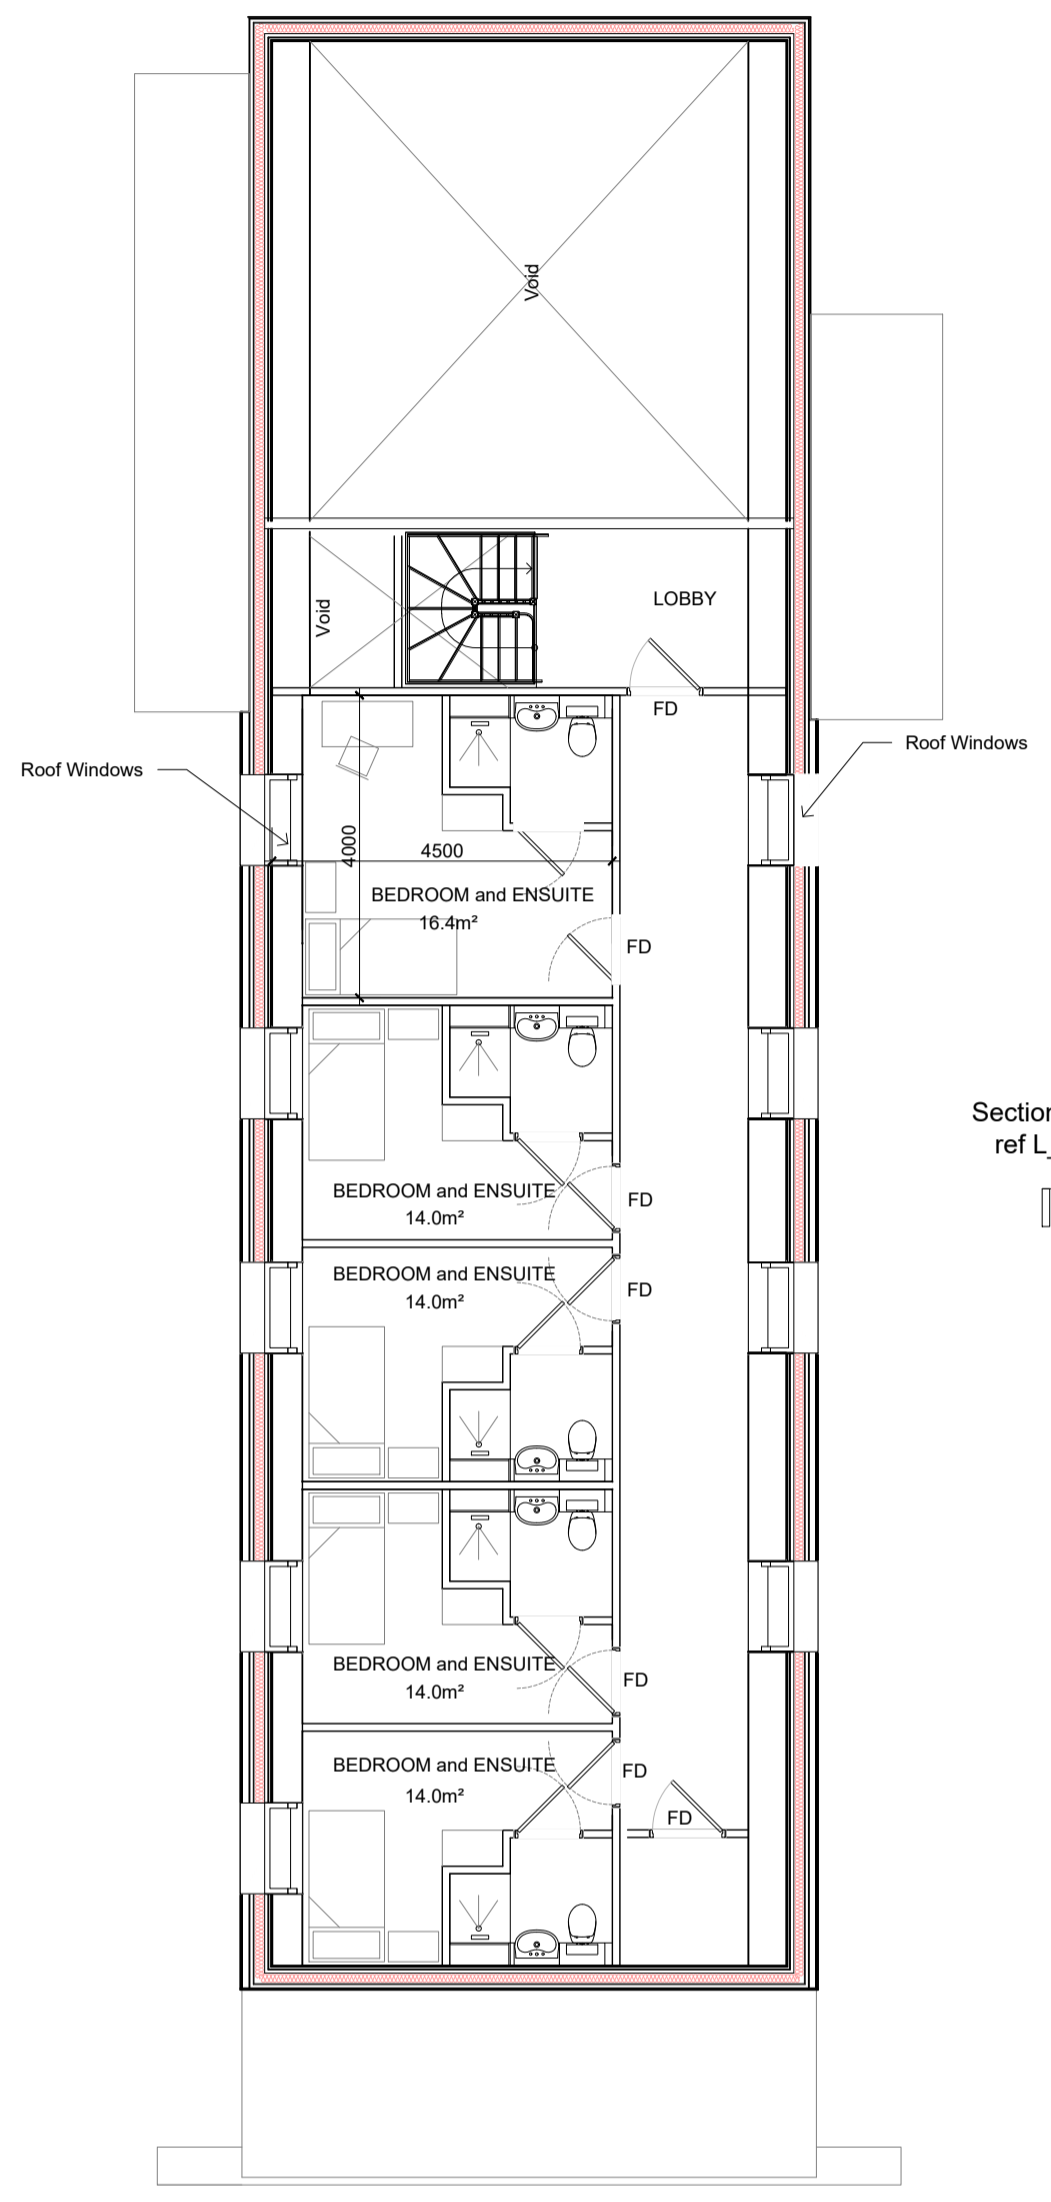 Void
Void
LOBBY
FD
Roof Windows
Roof Windows
4000
4500
BEDROOM and ENSUITE
16.4m²
FD
Section
ref L_
BEDROOM and ENSUITE
14.0m²
FD
BEDROOM and ENSUITE
14.0m²
FD
BEDROOM and ENSUITE
14.0m²
FD
BEDROOM and ENSUITE
14.0m²
FD
FD